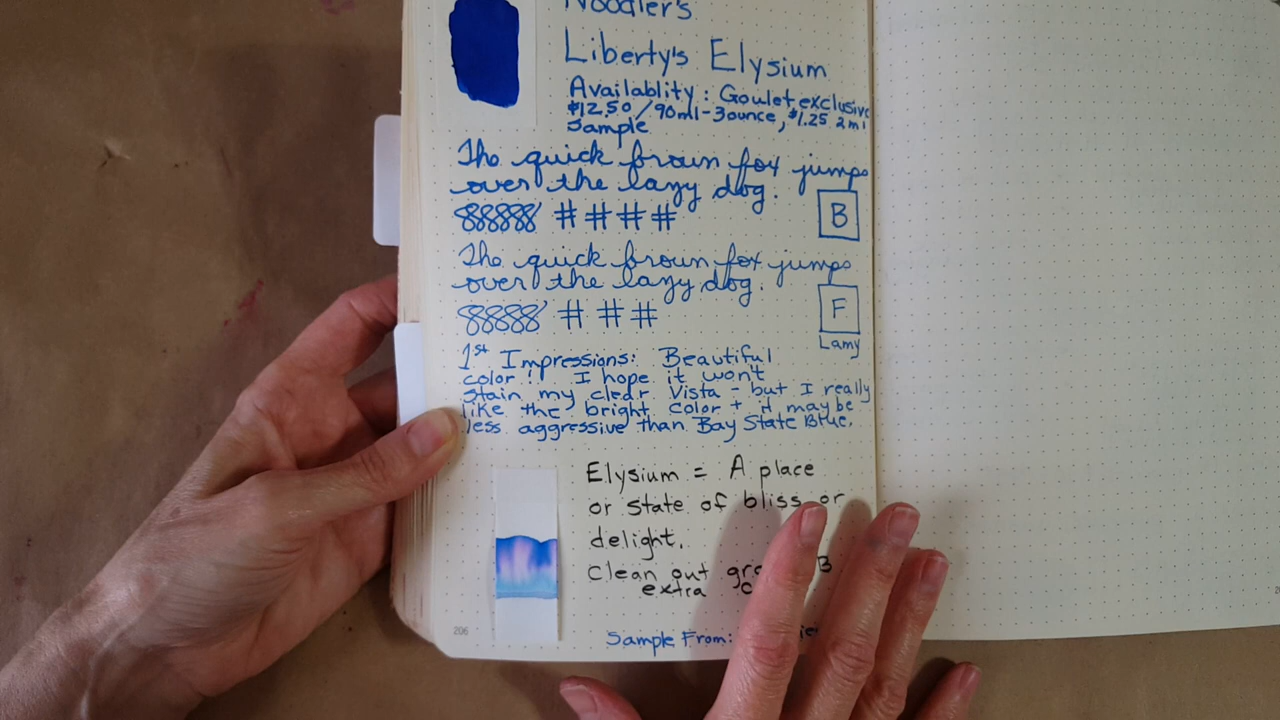 Noodler's
Liberty's Elysium
Availablity : Goulet exclusive
$12.50 / 90ml - 3ounce, $1.25 2ml
Sample
The quick brown fox jumps
over the lazy dog.
B
888888 # # # #
The quick brown fox jumps
over the lazy dog.
F
88888 # # #
Lamy
1st Impressions: Beautiful
color!! I hope it won't
stain my clear Vista - but I really
like the bright color + it may be
less aggressive than Bay State Blue.
Elysium = A place
or state of bliss or
delight.
Clean out B
extra
206
Sample From: